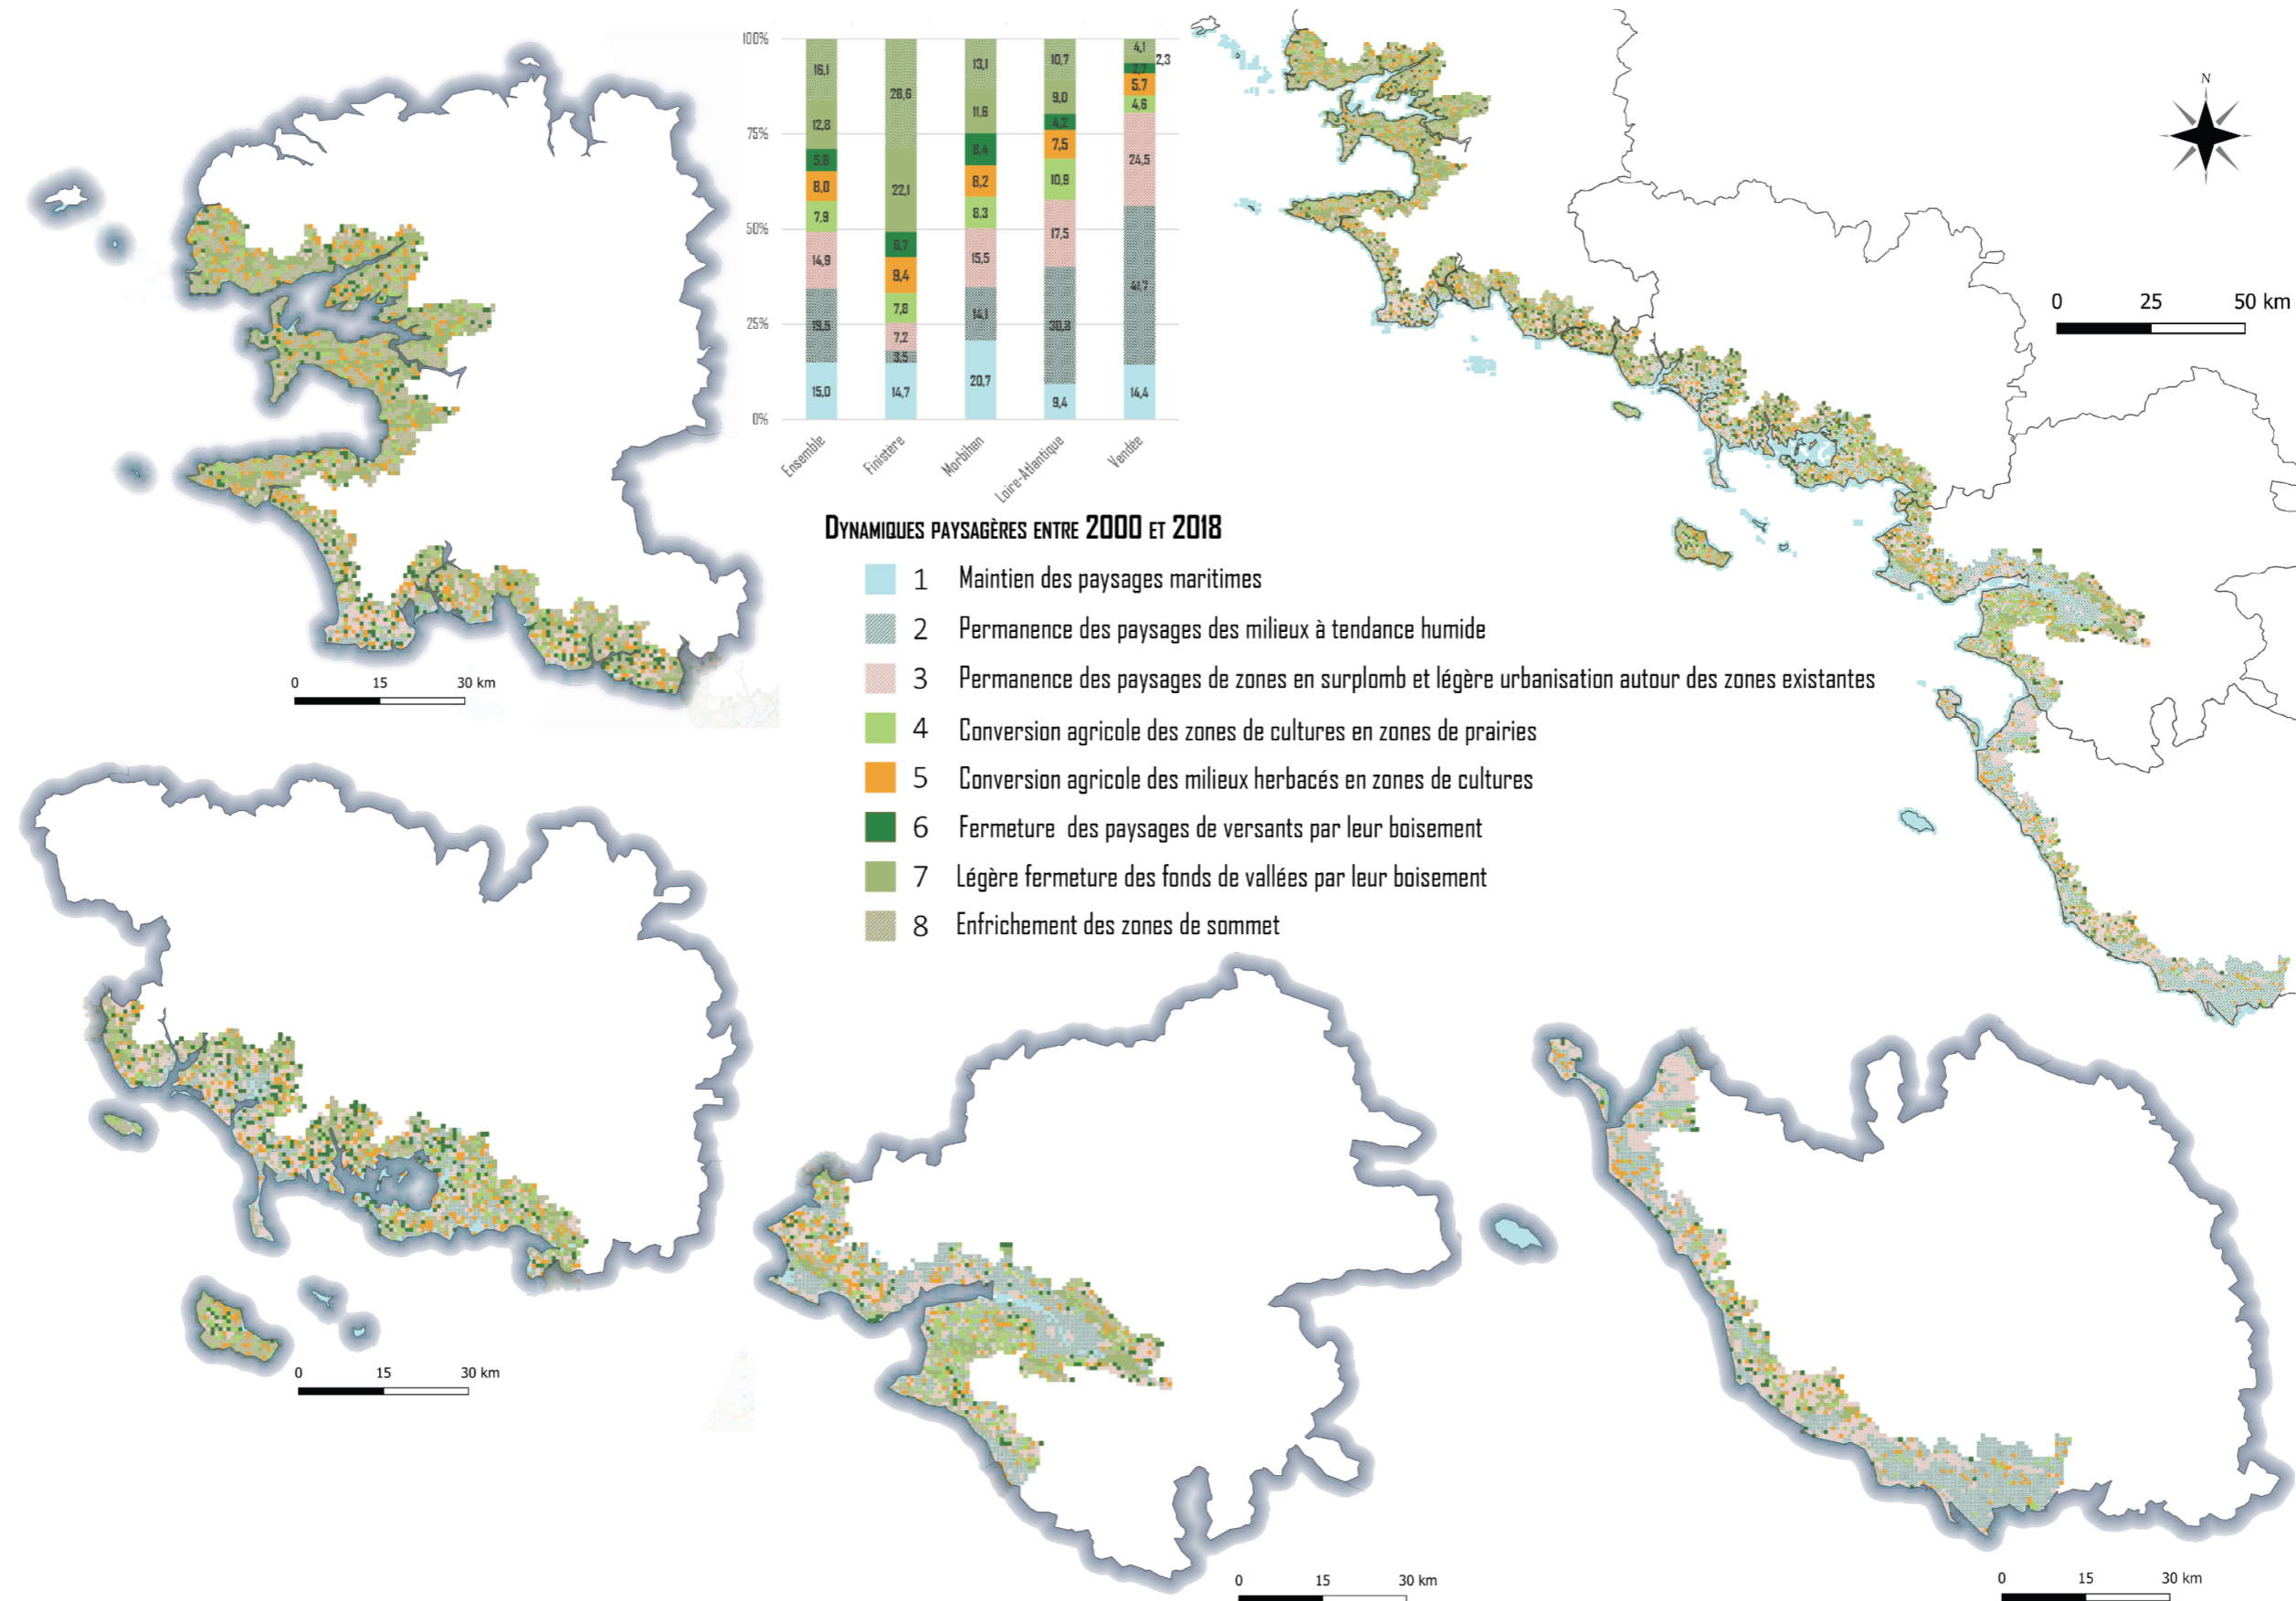 100%
75%
50%
25%
0%
16,1
12,8
5,8
8,0
7,9
14,9
19,5
15,0
28,6
22,1
6,7
9,4
7,8
7,2
3,5
14,7
13,1
11,6
8,4
8,2
8,3
15,5
14,1
20,7
10,7
9,0
4,2
7,5
10,9
17,5
30,8
9,4
4,1
2,3
2,7
5,7
4,6
24,5
41,7
14,4
Ensemble
Finistère
Morbihan
Loire-Atlantique
Vendée
N
0 25 50 km
DYNAMIQUES PAYSAGÈRES ENTRE 2000 ET 2018
1 Maintien des paysages maritimes
2 Permanence des paysages des milieux à tendance humide
3 Permanence des paysages de zones en surplomb et légère urbanisation autour des zones existantes
4 Conversion agricole des zones de cultures en zones de prairies
5 Conversion agricole des milieux herbacés en zones de cultures
6 Fermeture des paysages de versants par leur boisement
7 Légère fermeture des fonds de vallées par leur boisement
8 Enfrichement des zones de sommet
0 15 30 km
0 15 30 km
0 15 30 km
0 15 30 km